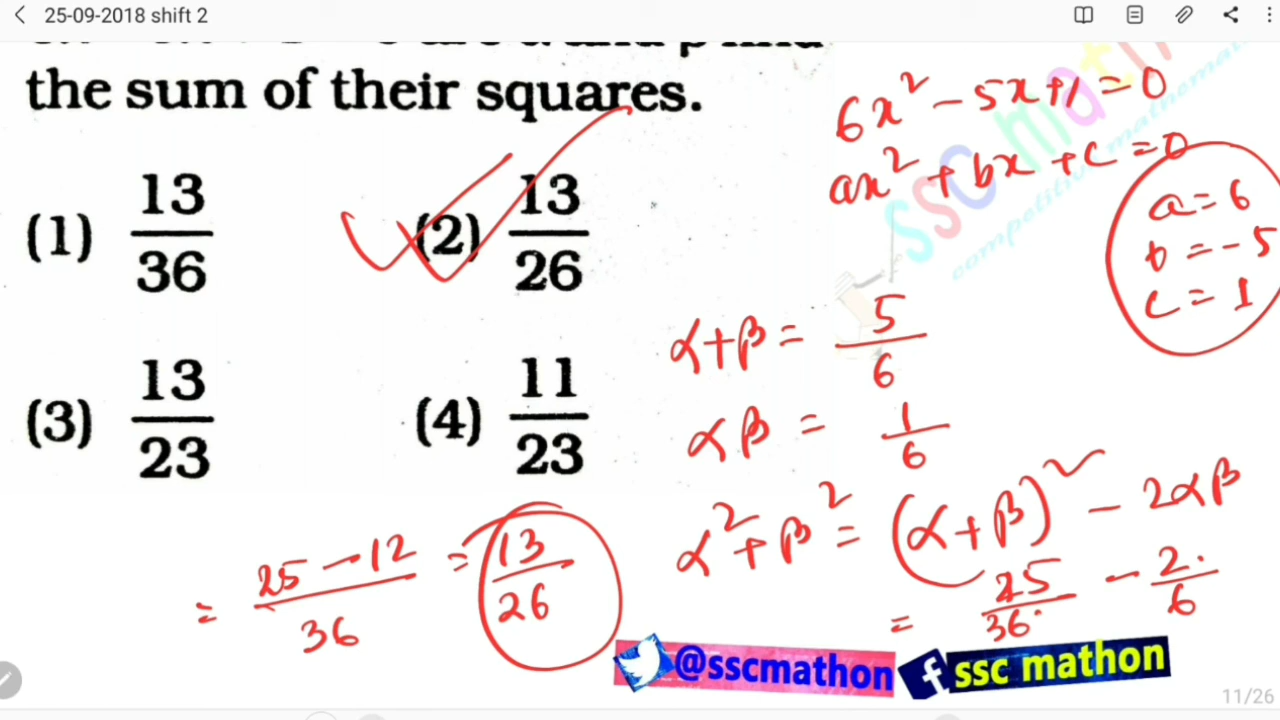 25-09-2018 shift 2
the sum of their squares.
(1) 13/36
(2) 13/26
(3) 13/23
(4) 11/23
6x² - 5x + 1 = 0
ax² + bx + c = 0
a = 6
b = -5
c = 1
α + β = 5/6
αβ = 1/6
α² + β² = (α + β)² - 2αβ
= 25/36 - 2/6
= 25 - 12/36 = 13/26
@sscmathon
ssc mathon
11/26